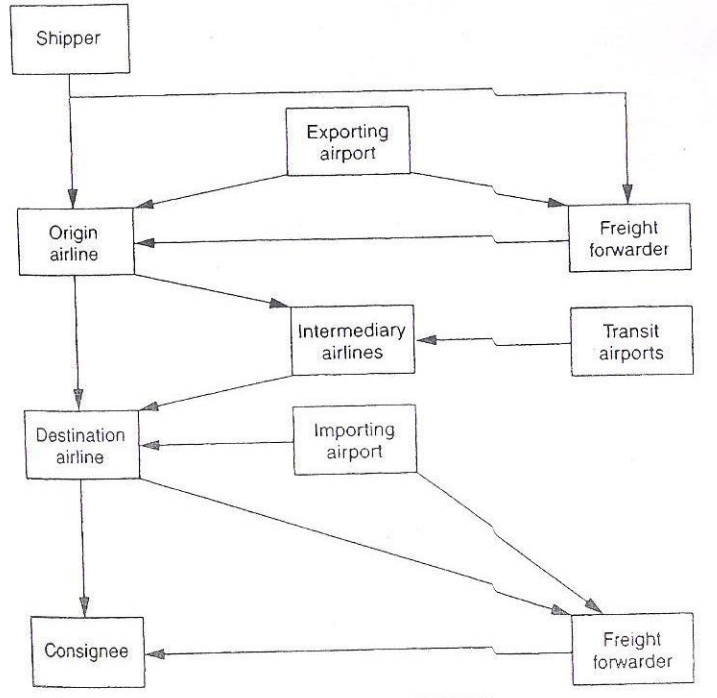 Shipper
Exporting
airport
Origin
airline
Freight
forwarder
Intermediary
airlines
Transit
airports
Destination
airline
Importing
airport
Consignee
Freight
forwarder